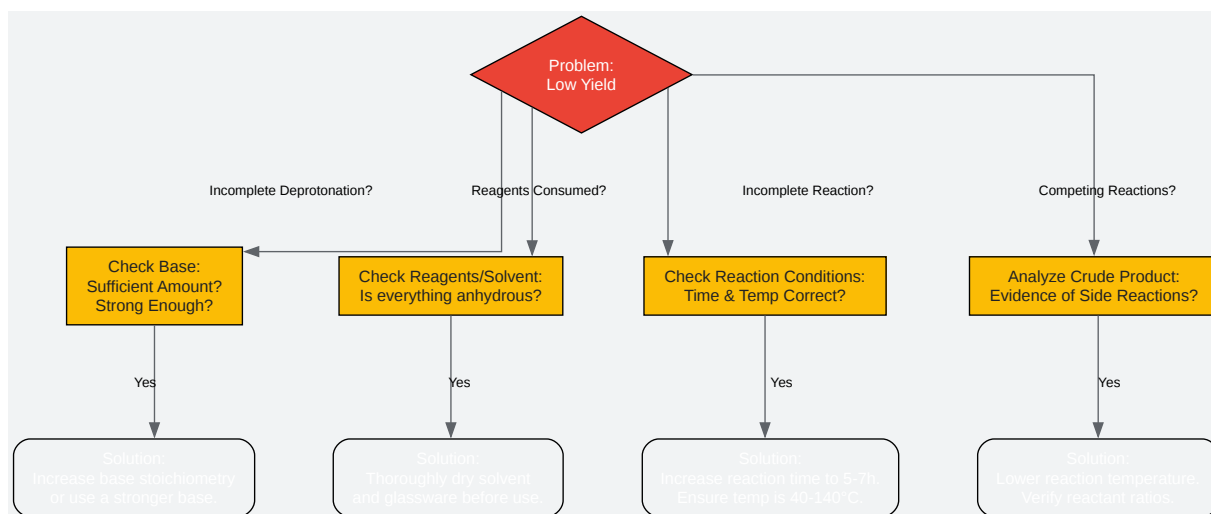 Problem:
Low Yield
Incomplete Deprotonation?
Reagents Consumed?
Incomplete Reaction?
Competing Reactions?
Check Base:
Sufficient Amount?
Strong Enough?
Check Reagents/Solvent:
Is everything anhydrous?
Check Reaction Conditions:
Time & Temp Correct?
Analyze Crude Product:
Evidence of Side Reactions?
Yes
Yes
Yes
Yes
Solution:
Increase base stoichiometry
or use a stronger base.
Solution:
Thoroughly dry solvent
and glassware before use.
Solution:
Increase reaction time to 5-7h.
Ensure temp is 40-140°C.
Solution:
Lower reaction temperature.
Verify reactant ratios.